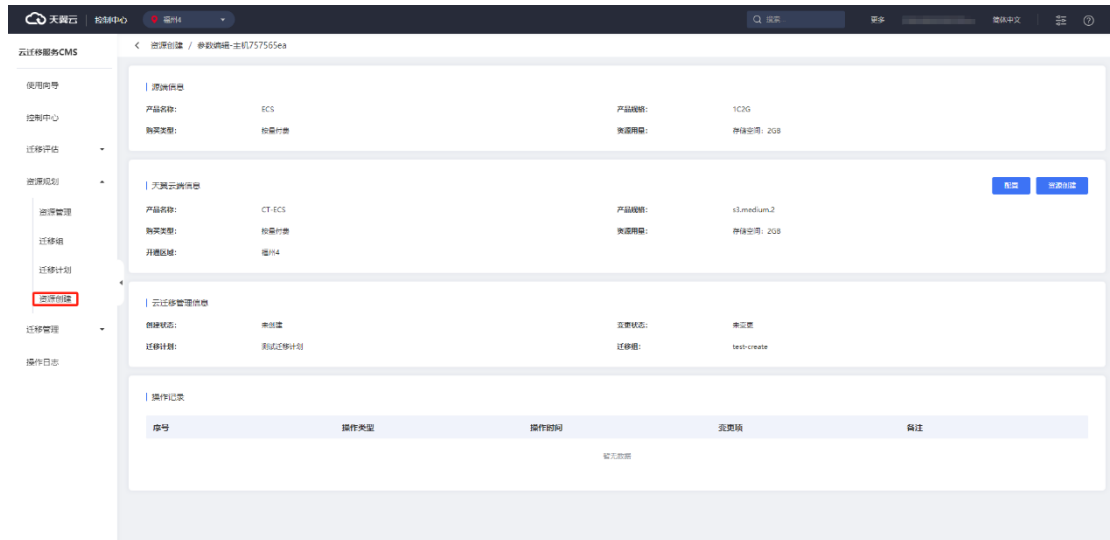 天翼云 控制中心 福州4 搜索... 更多 简体中文
云迁移服务CMS
资源创建 / 参数编辑-主机757565ea
使用向导
控制中心
迁移评估
资源规划
资源管理
迁移组
迁移计划
资源创建
迁移管理
操作日志
源端信息
产品名称: ECS 产品规格: 1C2G
购买类型: 按量付费 资源用量: 存储空间: 2GB
天翼云端信息 配置 资源创建
产品名称: CT-ECS 产品规格: s3.medium.2
购买类型: 按量付费 资源用量: 存储空间: 2GB
开通区域: 福州4
云迁移管理信息
创建状态: 未创建 变更状态: 未变更
迁移计划: 测试迁移计划 迁移组: test-create
操作记录
序号 操作类型 操作时间 变更项 备注
暂无数据